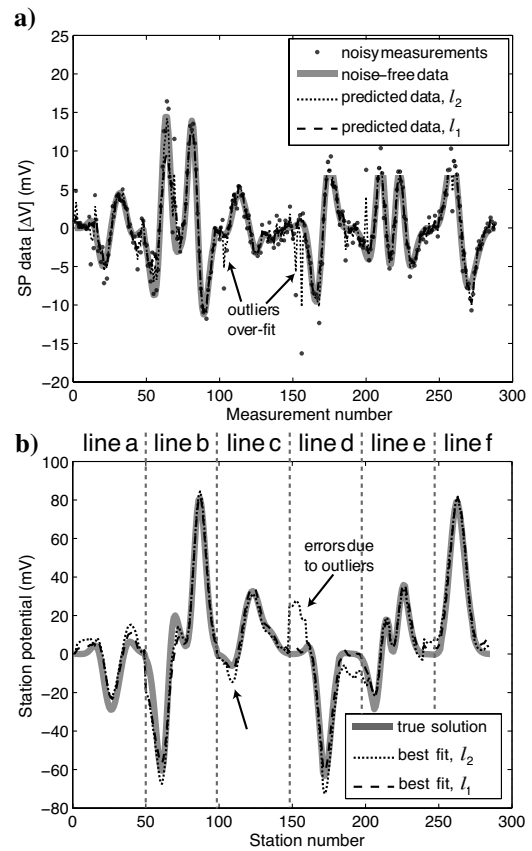 a)
25
20
15
10
5
0
−5
−10
−15
−20
SP data [ΔV] (mV)
noisy measurements
noise–free data
predicted data, l2
predicted data, l1
outliers
over-fit
0 50 100 150 200 250 300
Measurement number
b)
line a line b line c line d line e line f
100
80
60
40
20
0
−20
−40
−60
−80
Station potential (mV)
errors due
to outliers
true solution
best fit, l2
best fit, l1
0 50 100 150 200 250 300
Station number